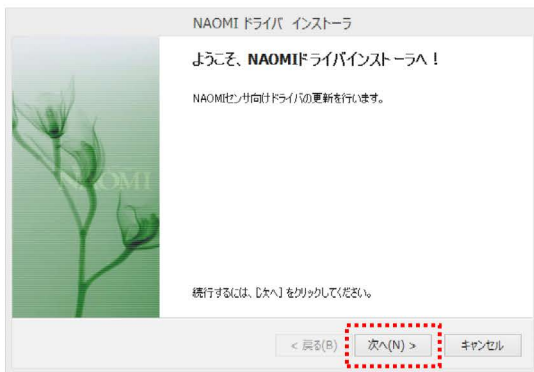 NAOMI ドライバ インストーラ
ようこそ、NAOMIドライバインストーラへ！
NAOMIセンサ向けドライバの更新を行います。
NAOMI
続行するには、[次へ] をクリックしてください。
< 戻る(B)
次へ(N) >
キャンセル